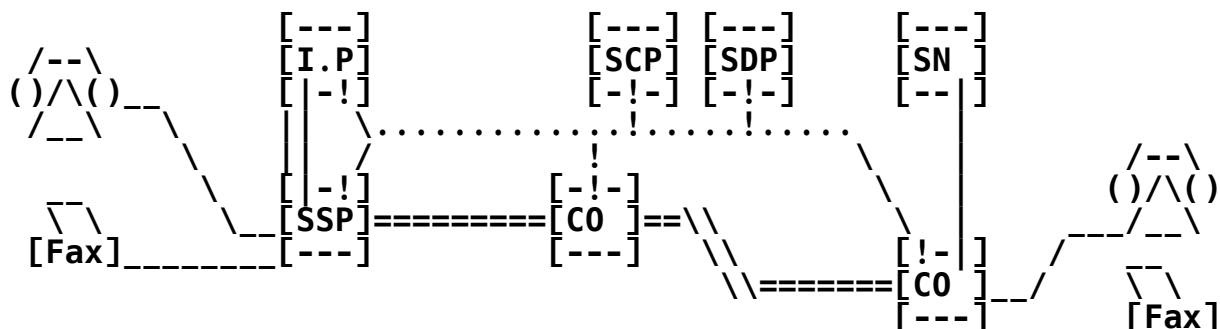 [I.P] [SCP] [SDP] [SN ]
[SSP] [CO ]
[Fax]
[CO ]
[Fax]